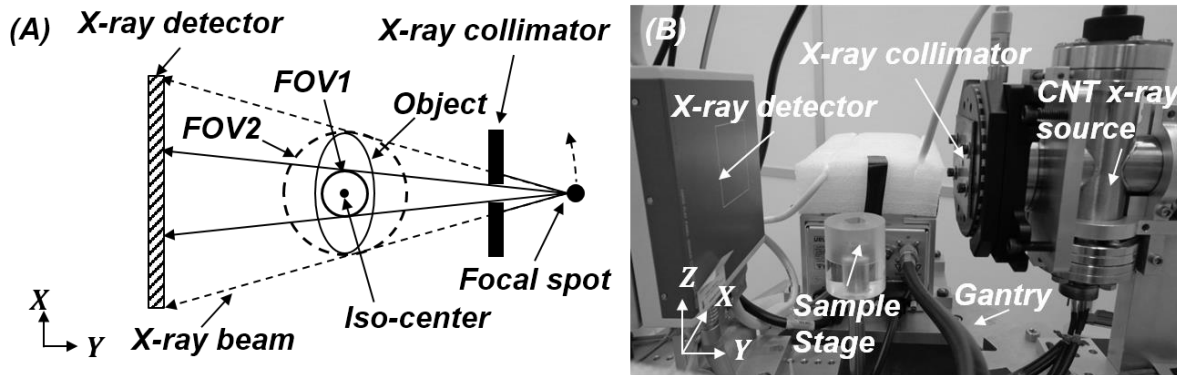 (A)
X-ray detector
X-ray collimator
FOV1
Object
FOV2
Focal spot
Iso-center
X-ray beam
X
Y
(B)
X-ray collimator
X-ray detector
CNT x-ray
source
Z
X
Y
Sample
Stage
Gantry